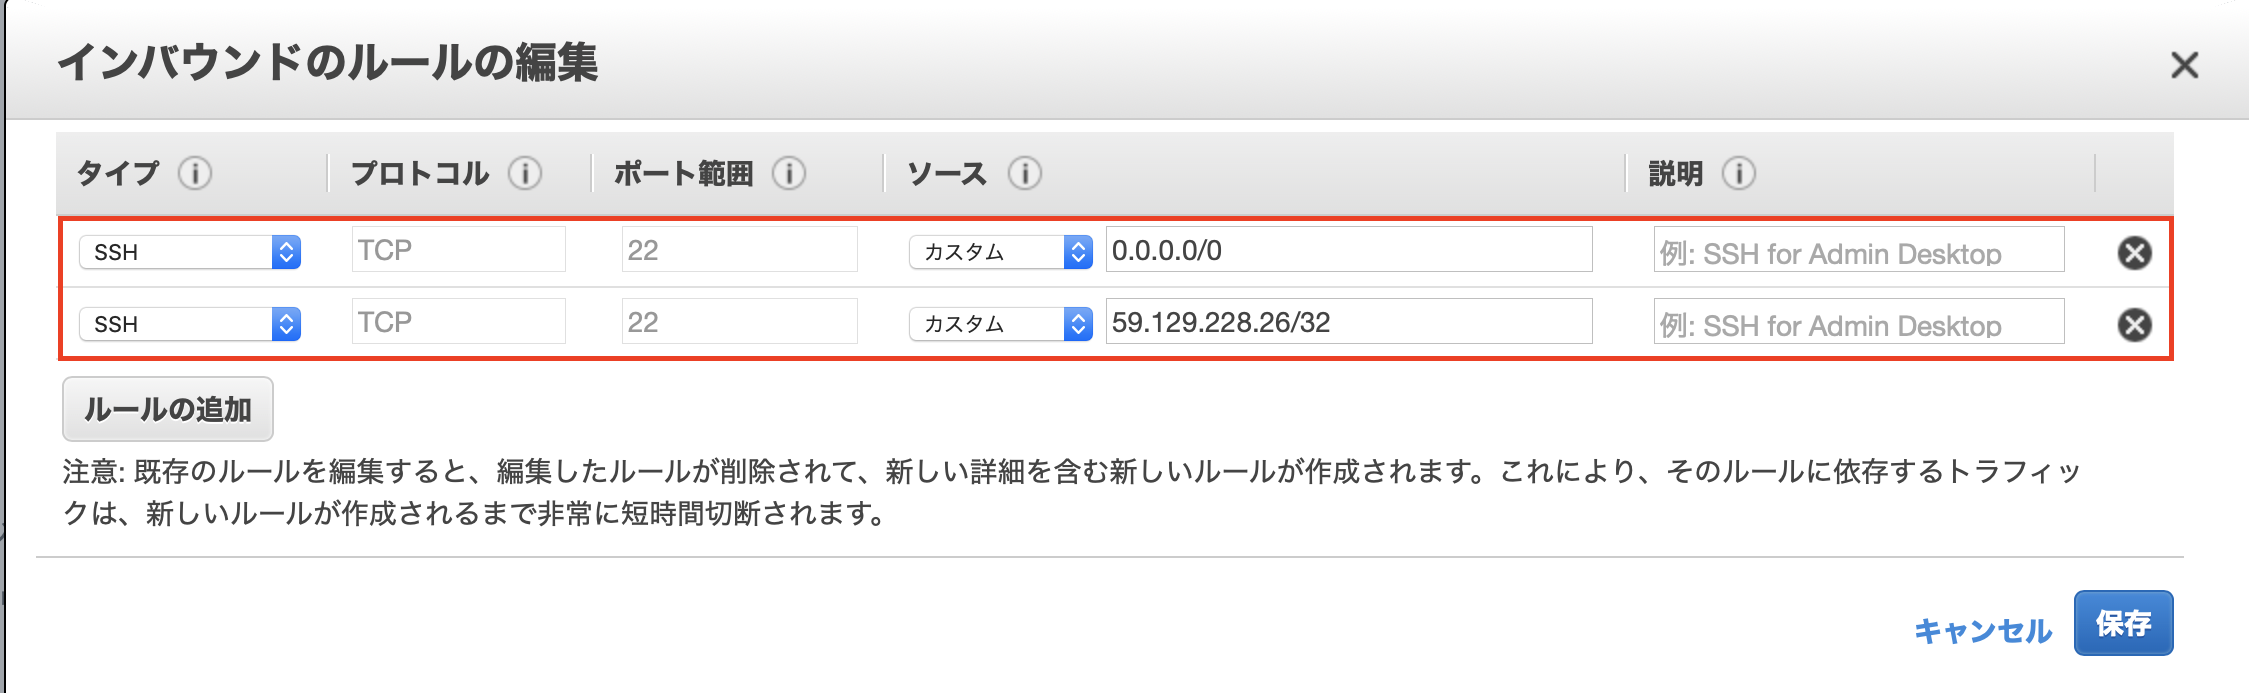 インバウンドのルールの編集
タイプ プロトコル ポート範囲 ソース 説明
SSH TCP 22 カスタム 0.0.0.0/0 例: SSH for Admin Desktop
SSH TCP 22 カスタム 59.129.228.26/32 例: SSH for Admin Desktop
ルールの追加
注意: 既存のルールを編集すると、編集したルールが削除されて、新しい詳細を含む新しいルールが作成されます。これにより、そのルールに依存するトラフィッ
クは、新しいルールが作成されるまで非常に短時間切断されます。
キャンセル 保存